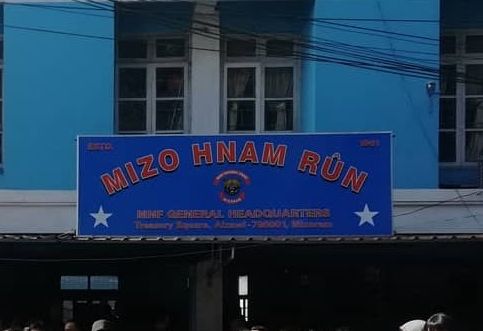 ESTD. 1961
MIZO HNAM RÛN
MNF GENERAL HEADQUARTERS
Treasury Square, Aizawl - 796001, Mizoram